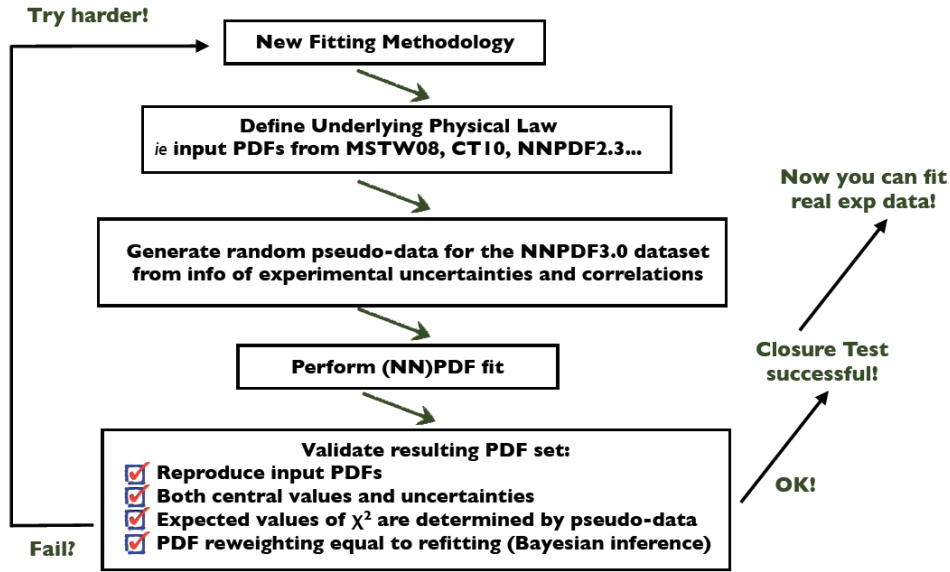 Try harder!
New Fitting Methodology
Define Underlying Physical Law
ie input PDFs from MSTW08, CT10, NNPDF2.3...
Now you can fit
real exp data!
Generate random pseudo-data for the NNPDF3.0 dataset
from info of experimental uncertainties and correlations
Perform (NN)PDF fit
Closure Test
successful!
Validate resulting PDF set:
Reproduce input PDFs
Both central values and uncertainties
Expected values of χ² are determined by pseudo-data
PDF reweighting equal to refitting (Bayesian inference)
OK!
Fail?